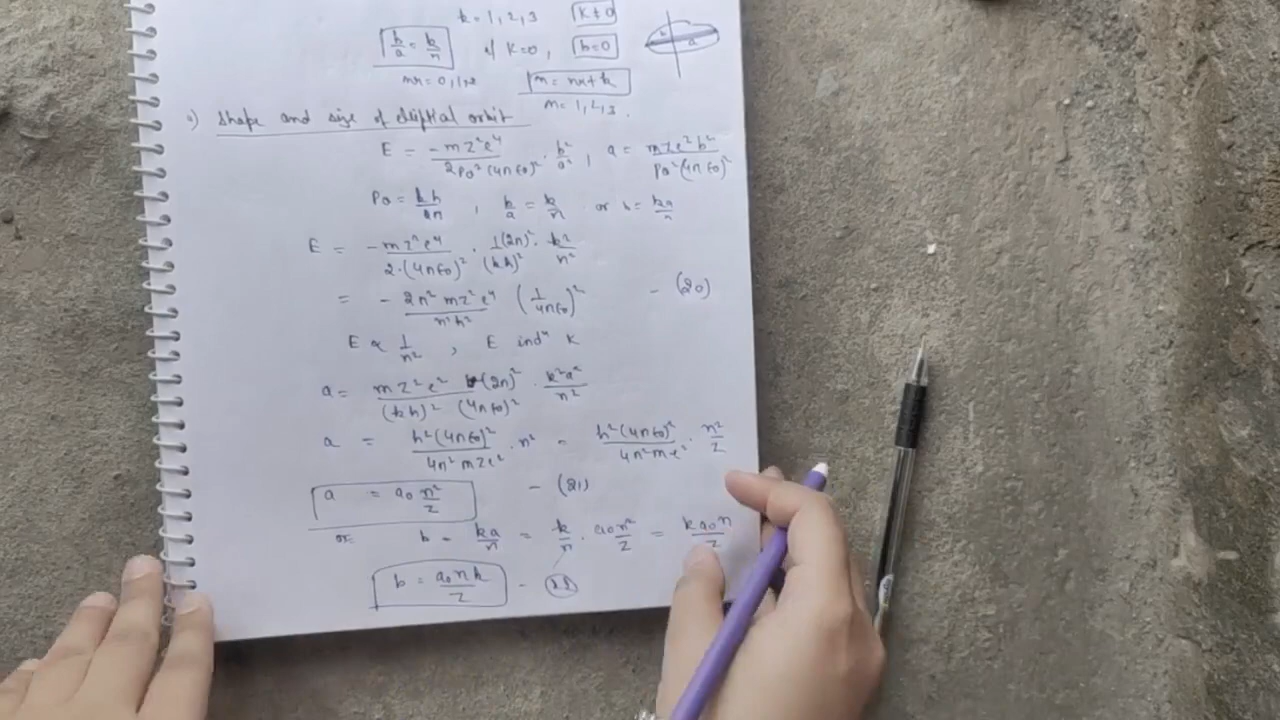 k = 1, 2, 3   k ≠ 0
b/a = k/n   if k=0,   b=0
nr = 0, 1, 2   n = nr + k
n = 1, 2, 3.
Shape and size of elliptial orbit
E = -mZ²e⁴/2pθ²(4πε0)² · b²/a² , a = mZe²b²/pθ²(4πε0)
pθ = kh/2π , b/a = k/n or b = ka/n
E = -mZ²e⁴/2·(4πε0)² · (2π)²/(kh)² · k²/n²
= - 2π²mZ²e⁴/n²h² (1/4πε0)²   - (20)
E ∝ 1/n² , E indⁿ k
a = mZ²e² (2π)²/(kh)² (4πε0)² · k²a²/n²
a = h²(4πε0)²/4π²mZe² · n² = h²(4πε0)²/4π²me² · n²/Z
a = a0 n²/Z   - (21)
or   b = ka/n = k/n · a0n²/Z = ka0n/Z
b = a0nk/Z   - (22)